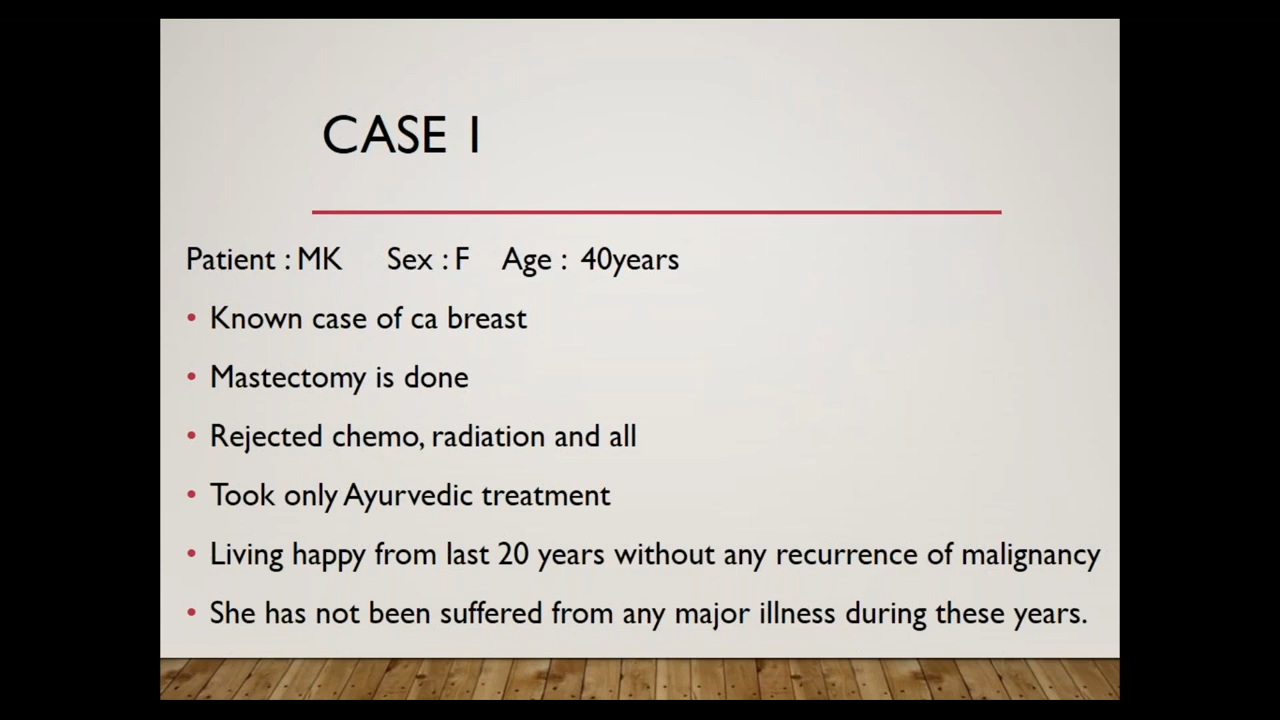 CASE 1
Patient : MK Sex : F Age : 40years
• Known case of ca breast
• Mastectomy is done
• Rejected chemo, radiation and all
• Took only Ayurvedic treatment
• Living happy from last 20 years without any recurrence of malignancy
• She has not been suffered from any major illness during these years.